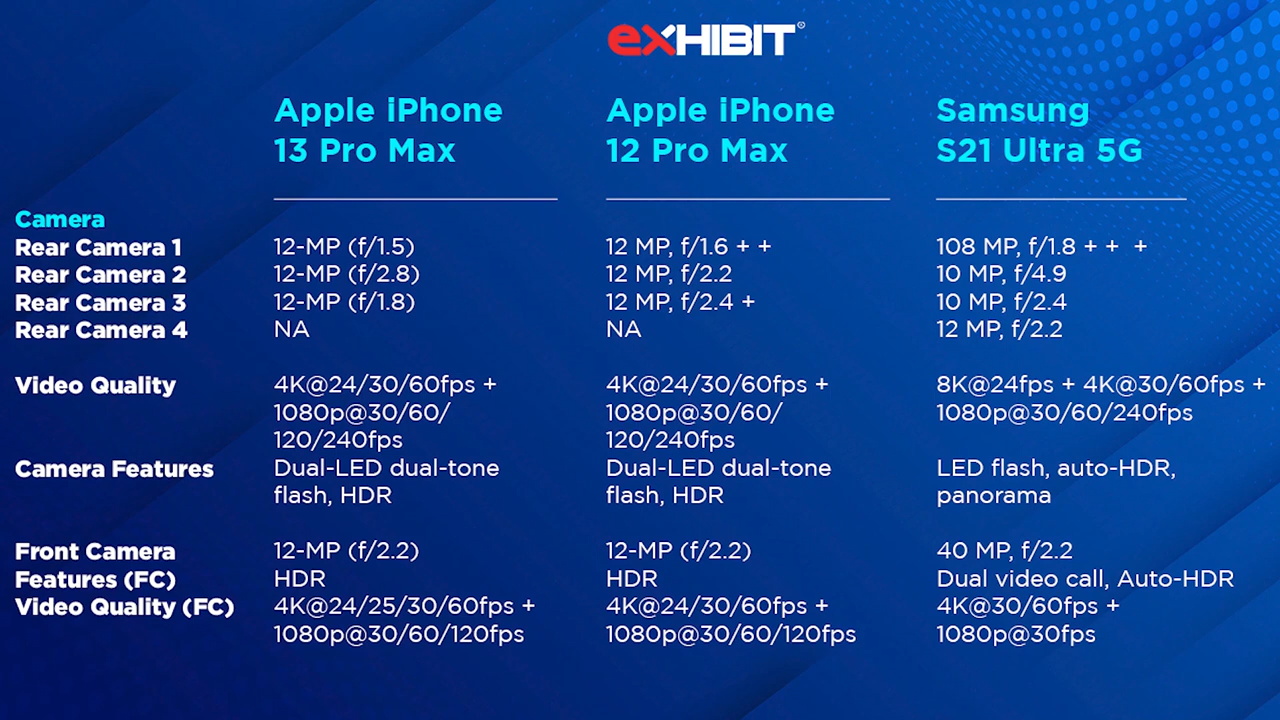 exHIBIT®
Apple iPhone 13 Pro Max
Apple iPhone 12 Pro Max
Samsung S21 Ultra 5G
Camera
Rear Camera 1 12-MP (f/1.5) 12 MP, f/1.6 + + 108 MP, f/1.8 + + +
Rear Camera 2 12-MP (f/2.8) 12 MP, f/2.2 10 MP, f/4.9
Rear Camera 3 12-MP (f/1.8) 12 MP, f/2.4 + 10 MP, f/2.4
Rear Camera 4 NA NA 12 MP, f/2.2
Video Quality 4K@24/30/60fps + 4K@24/30/60fps + 8K@24fps + 4K@30/60fps +
1080p@30/60/ 1080p@30/60/ 1080p@30/60/240fps
120/240fps 120/240fps
Camera Features Dual-LED dual-tone Dual-LED dual-tone LED flash, auto-HDR,
flash, HDR flash, HDR panorama
Front Camera 12-MP (f/2.2) 12-MP (f/2.2) 40 MP, f/2.2
Features (FC) HDR HDR Dual video call, Auto-HDR
Video Quality (FC) 4K@24/25/30/60fps + 4K@24/30/60fps + 4K@30/60fps +
1080p@30/60/120fps 1080p@30/60/120fps 1080p@30fps